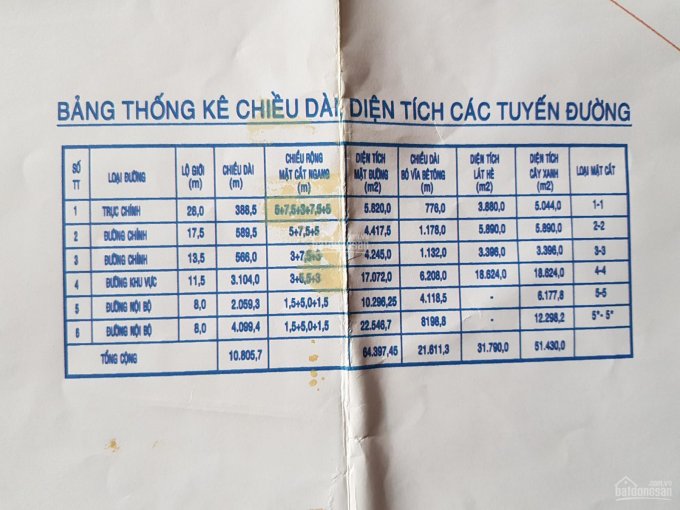 BẢNG THỐNG KÊ CHIỀU DÀI, DIỆN TÍCH CÁC TUYẾN ĐƯỜNG
SỐ TT LOẠI ĐƯỜNG LỘ GIỚI (m) CHIỀU DÀI (m) CHIỀU RỘNG MẶT CẮT NGANG (m) DIỆN TÍCH MẶT ĐƯỜNG (m2) CHIỀU DÀI BÓ VỈA BÊTÔNG (m) DIỆN TÍCH LÁT HÈ (m2) DIỆN TÍCH CÂY XANH (m2) LOẠI MẶT CẮT
1 TRỤC CHÍNH 28,0 388,5 5+7,5+3+7,5+5 5.820,0 776,0 3.880,0 5.044,0 1-1
2 ĐƯỜNG CHÍNH 17,5 589,5 5+7,5+5 4.417,5 1.178,0 5.890,0 5.890,0 2-2
3 ĐƯỜNG CHÍNH 13,5 566,0 3+7,5+3 4.245,0 1.132,0 3.396,0 3.396,0 3-3
4 ĐƯỜNG KHU VỰC 11,5 3.104,0 3+5,5+3 17.072,0 6.208,0 18.624,0 18.624,0 4-4
5 ĐƯỜNG NỘI BỘ 8,0 2.059,3 1,5+5,0+1,5 10.296,25 4.118,5 - 6.177,8 5-5
6 ĐƯỜNG NỘI BỘ 8,0 4.099,4 1,5+5,0+1,5 22.546,7 8198,8 - 12.298,2 5*- 5*
TỔNG CỘNG 10.805,7 64.397,45 21.611,3 31.790,0 51.430,0
batdongsan.com.vn